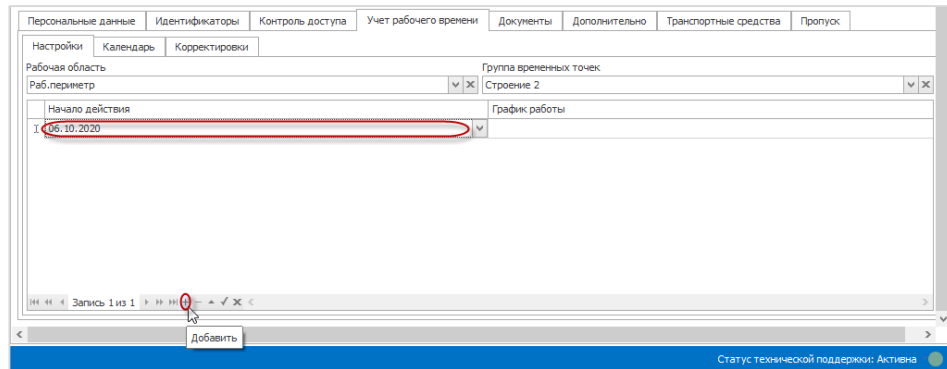 Персональные данные Идентификаторы Контроль доступа Учет рабочего времени Документы Дополнительно Транспортные средства Пропуск
Настройки Календарь Корректировки
Рабочая область Группа временных точек
Раб.периметр Строение 2
Начало действия График работы
06.10.2020
Запись 1 из 1
Добавить
Статус технической поддержки: Активна